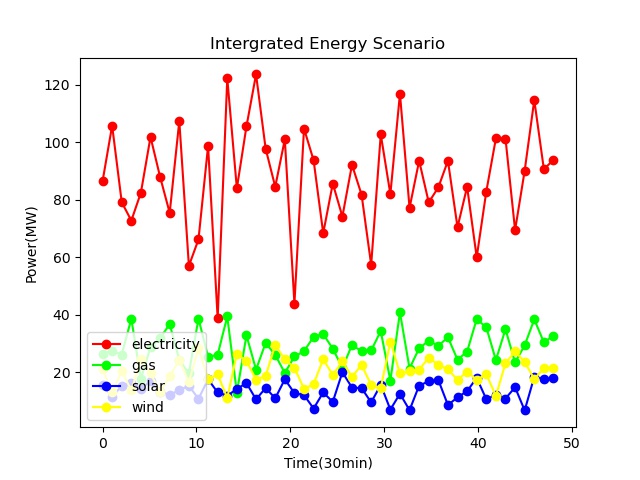 Intergrated Energy Scenario
Power(MW)
120
100
80
60
40
20
electricity
gas
solar
wind
0 10 20 30 40 50
Time(30min)